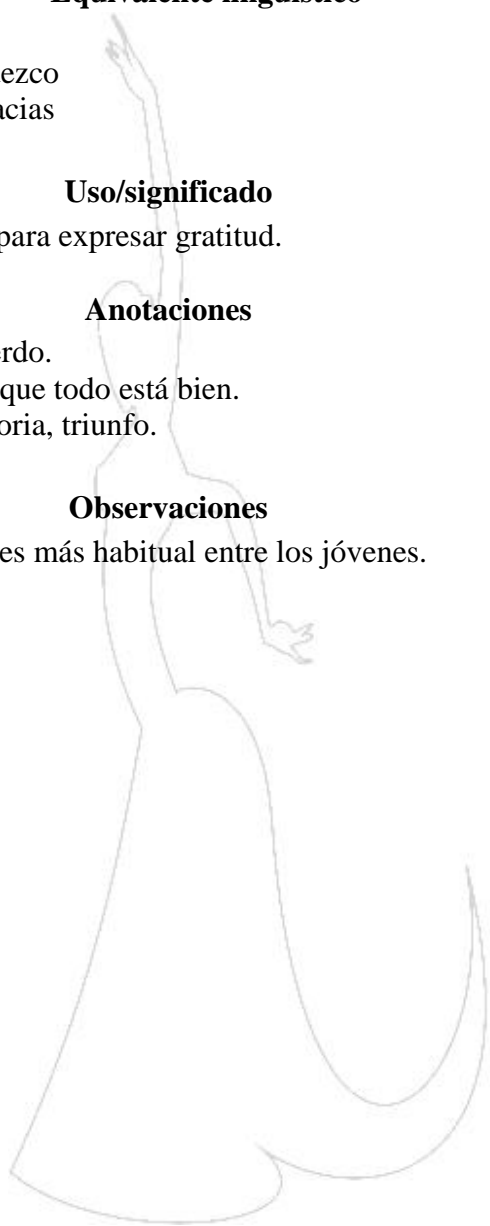 Equivalente lingüístico
ezco
acias
Uso/significado
para expresar gratitud.
Anotaciones
rdo.
que todo está bien.
oria, triunfo.
Observaciones
es más habitual entre los jóvenes.